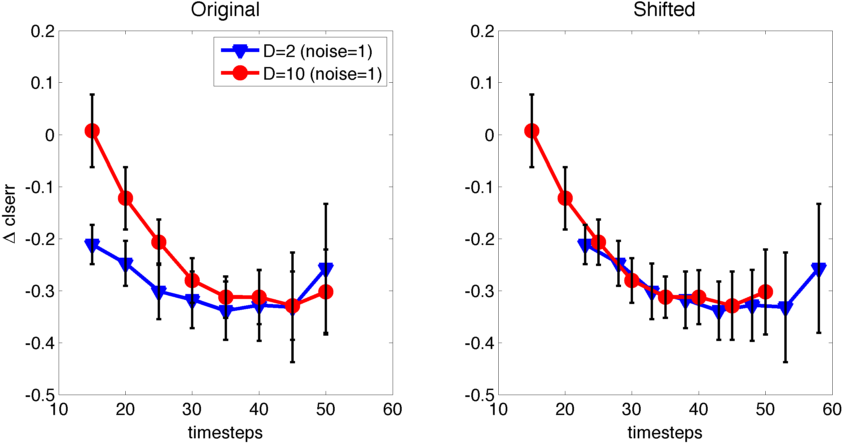 Original
0.2
0.1
0
-0.1
-0.2
-0.3
-0.4
-0.5
Δ clserr
10 20 30 40 50 60
timesteps
D=2 (noise=1)
D=10 (noise=1)
Shifted
0.2
0.1
0
-0.1
-0.2
-0.3
-0.4
-0.5
10 20 30 40 50 60
timesteps